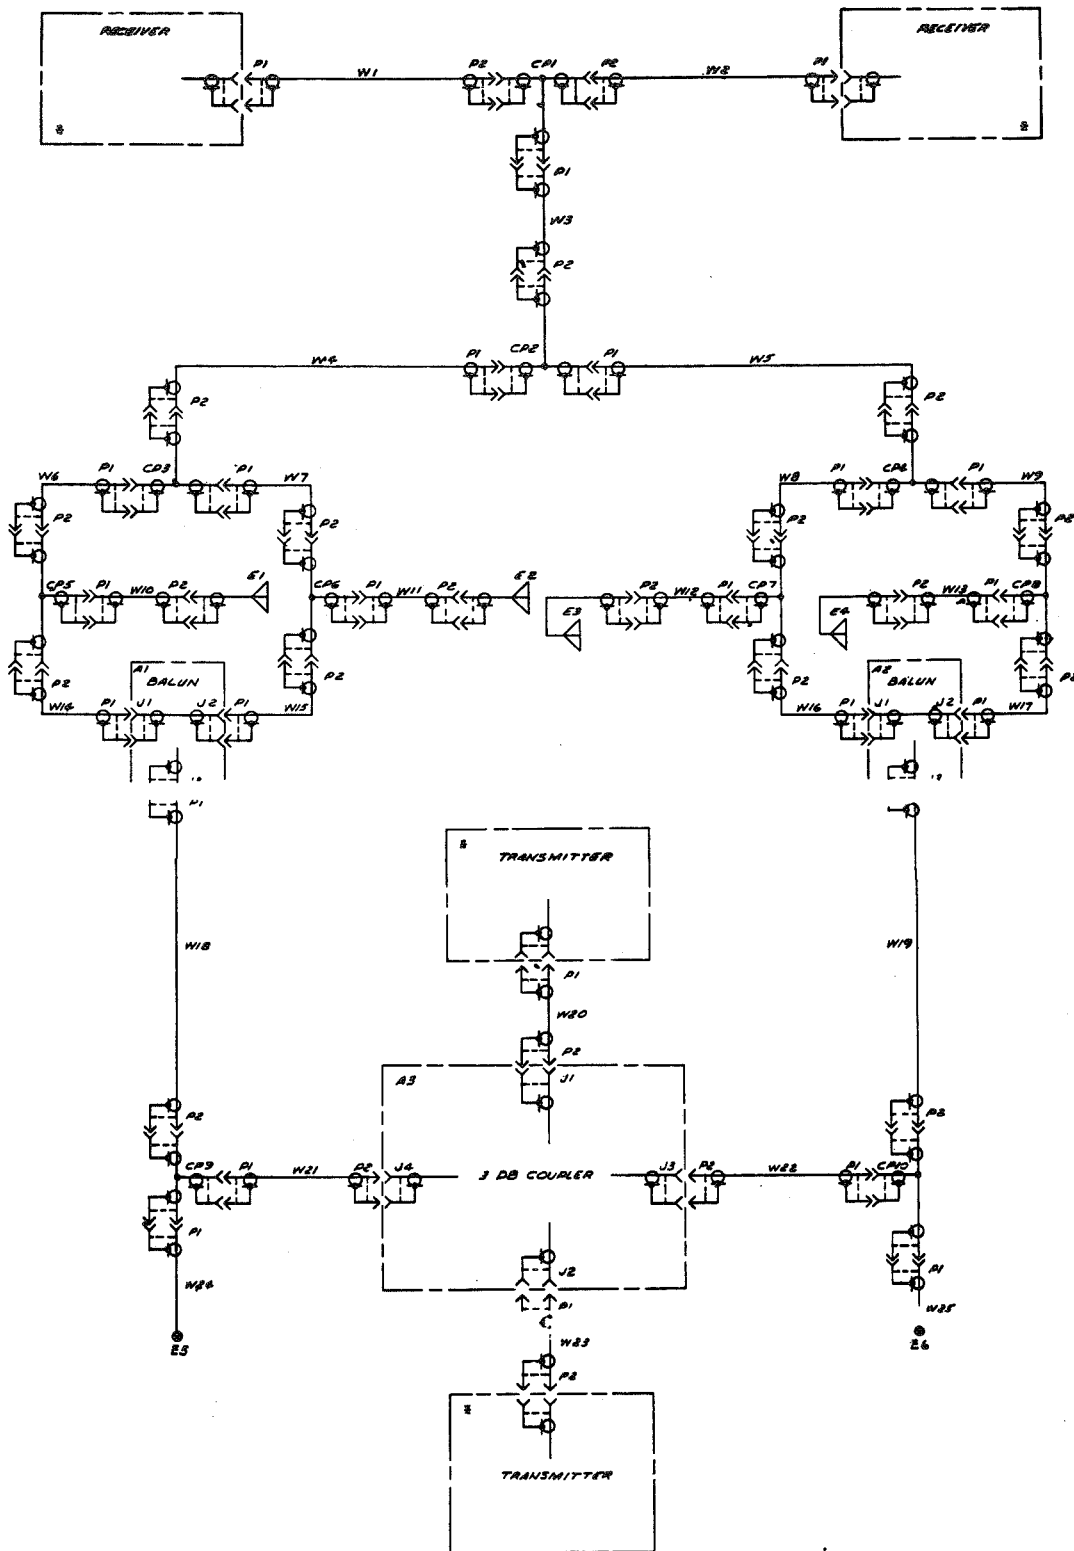 RECEIVER
RECEIVER
P1 W1 P2 CP1 P2 W2 P1
P1
W3
P2
W4 P1 CP2 P1 W5
P2
P2
W6 P1 CP3 P1 W7
W8 P1 CP4 P1 W9
P2
P2
P2
P2
CP5 P1 W10 P2 E1
CP6 P1 W11 P2 E2
E3 P2 W12 P1 CP7
E4 P2 W13 P1 CP8
P2
P2
P2
P2
A1
BALUN
A2
BALUN
W14 P1 J1 J2 P1 W15
W16 P1 J1 J2 P1 W17
P1
TRANSMITTER
W18
W19
P1
W20
P2
J1
A3
P2
P2
CP9 P1 W21 P2 J4
3 DB COUPLER
J3 P2 W22 P1 CP10
P1
P1
J2
P1
W24
W25
E5
E6
W23
P2
TRANSMITTER